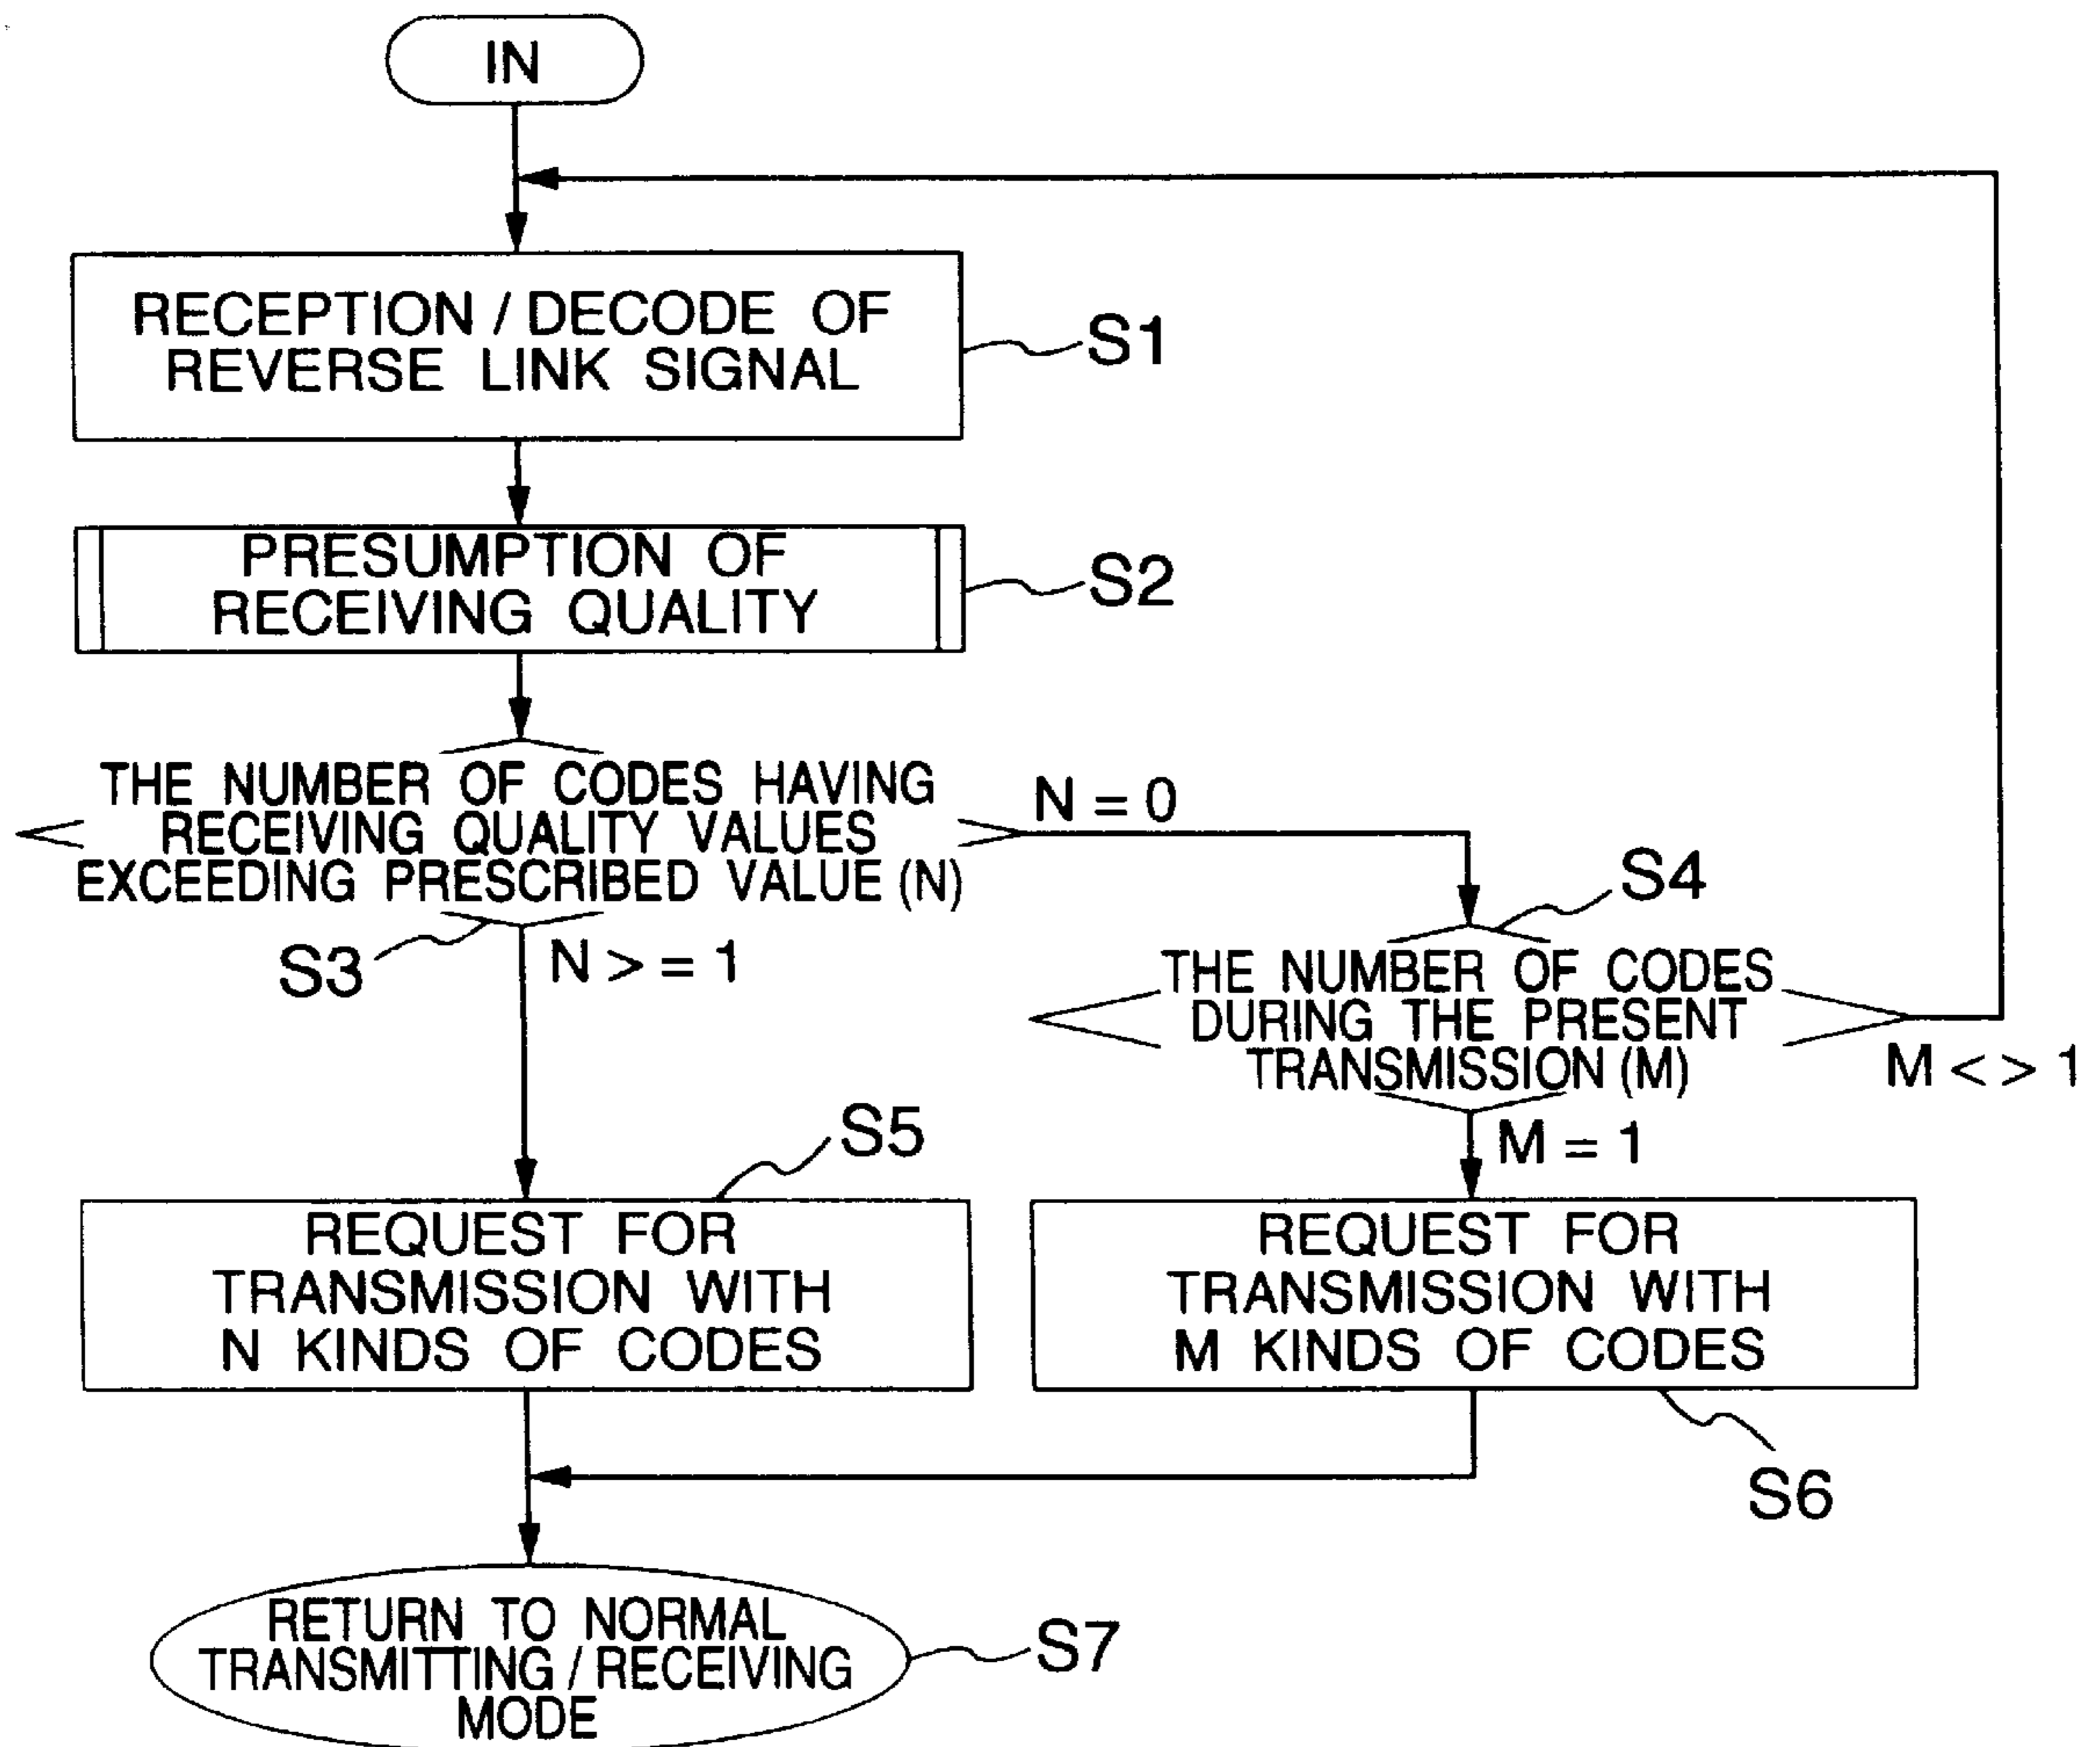 IN
RECEPTION / DECODE OF
REVERSE LINK SIGNAL
S1
PRESUMPTION OF
RECEIVING QUALITY
S2
THE NUMBER OF CODES HAVING
RECEIVING QUALITY VALUES
EXCEEDING PRESCRIBED VALUE (N)
N = 0
S3
N > = 1
S4
THE NUMBER OF CODES
DURING THE PRESENT
TRANSMISSION (M)
M < > 1
M = 1
S5
REQUEST FOR
TRANSMISSION WITH
N KINDS OF CODES
REQUEST FOR
TRANSMISSION WITH
M KINDS OF CODES
S6
RETURN TO NORMAL
TRANSMITTING / RECEIVING
MODE
S7